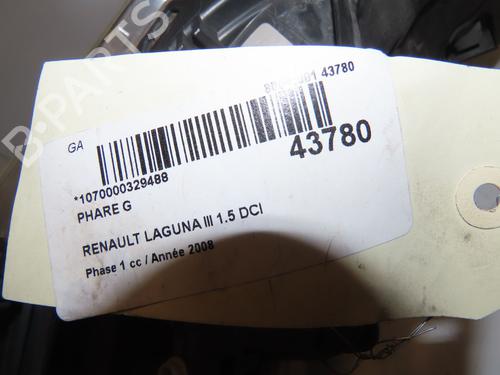 GA
43780
43780
*1070000329488
PHARE G
RENAULT LAGUNA III 1.5 DCI
Phase 1 cc / Année 2008
B-PARTS